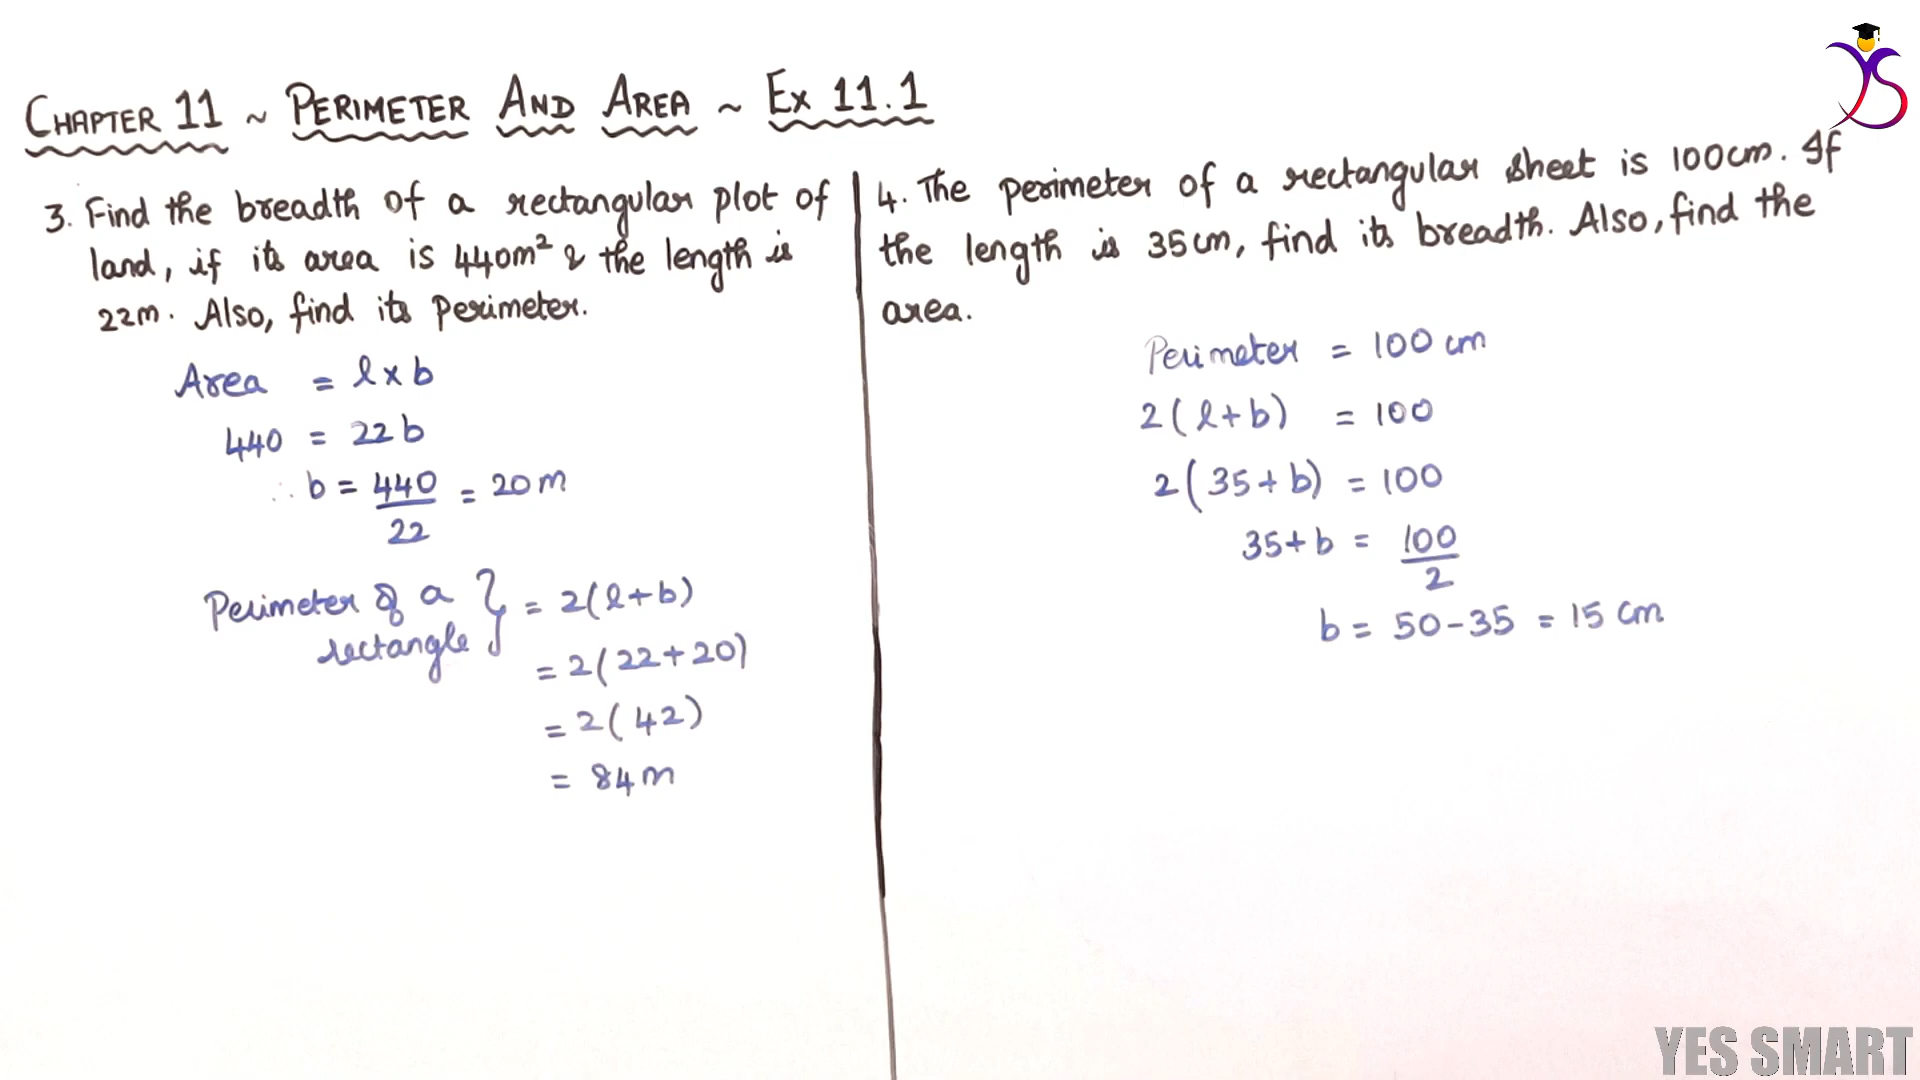 CHAPTER 11 ~ PERIMETER AND AREA ~ Ex 11.1
3. Find the breadth of a rectangular plot of
land, if its area is 440m² & the length is
22m. Also, find its perimeter.
Area = l x b
440 = 22 b
∴ b = 440/22 = 20 m
Perimeter of a
rectangle } = 2(l+b)
= 2(22+20)
= 2(42)
= 84 m
4. The perimeter of a rectangular sheet is 100cm. If
the length is 35cm, find its breadth. Also, find the
area.
Perimeter = 100 cm
2(l+b) = 100
2(35+b) = 100
35+b = 100/2
b = 50-35 = 15 cm
YS
YES SMART